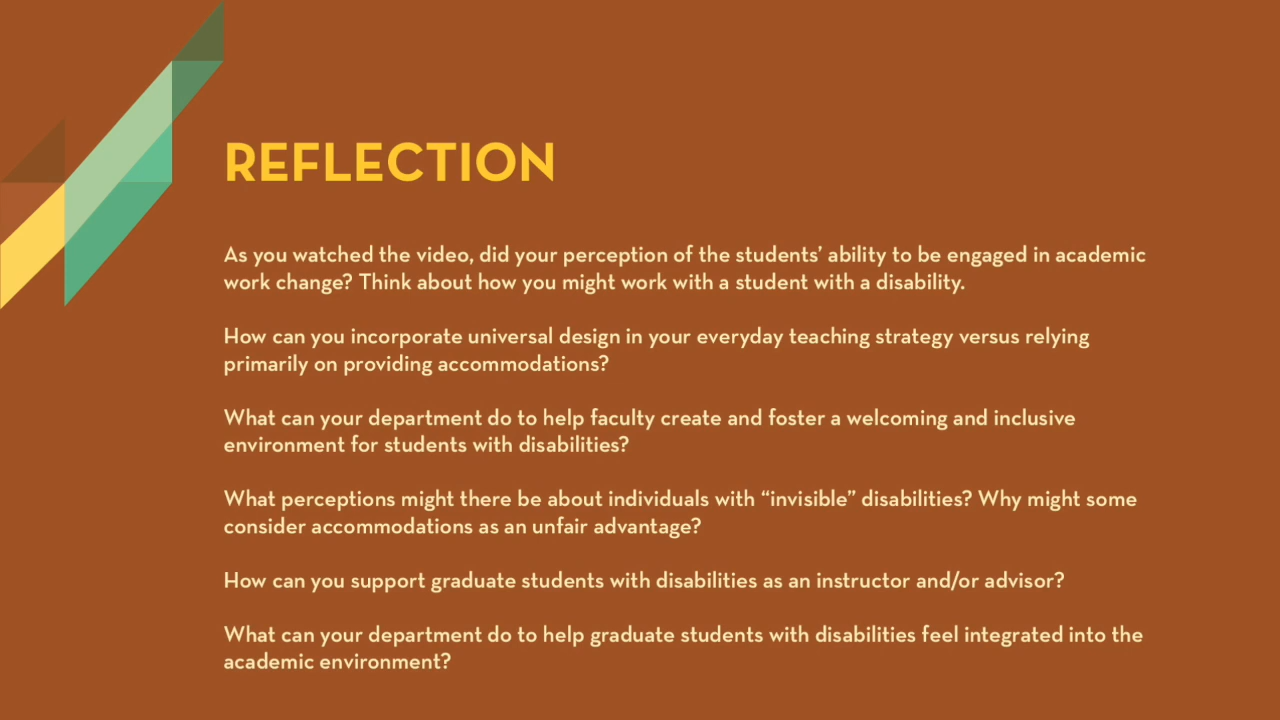 REFLECTION
As you watched the video, did your perception of the students’ ability to be engaged in academic
work change? Think about how you might work with a student with a disability.
How can you incorporate universal design in your everyday teaching strategy versus relying
primarily on providing accommodations?
What can your department do to help faculty create and foster a welcoming and inclusive
environment for students with disabilities?
What perceptions might there be about individuals with “invisible” disabilities? Why might some
consider accommodations as an unfair advantage?
How can you support graduate students with disabilities as an instructor and/or advisor?
What can your department do to help graduate students with disabilities feel integrated into the
academic environment?